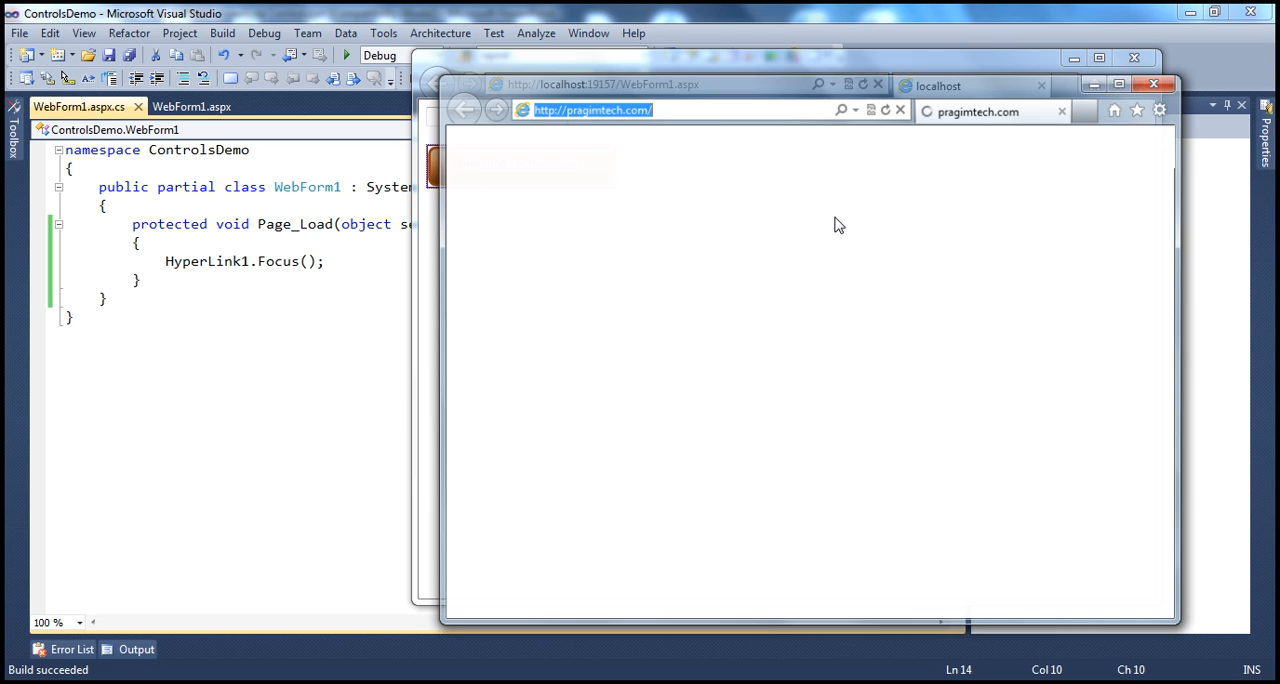 ControlsDemo - Microsoft Visual Studio
File Edit View Refactor Project Build Debug Team Data Tools Architecture Test Analyze Window Help
Debug
WebForm1.aspx.cs WebForm1.aspx
http://localhost:19157/WebForm1.aspx localhost
http://pragimtech.com/ pragimtech.com
ControlsDemo.WebForm1
Toolbox
Properties
namespace ControlsDemo
{
public partial class WebForm1 : System
{
protected void Page_Load(object se
{
HyperLink1.Focus();
}
}
}
100 %
Error List Output
Build succeeded Ln 14 Col 10 Ch 10 INS